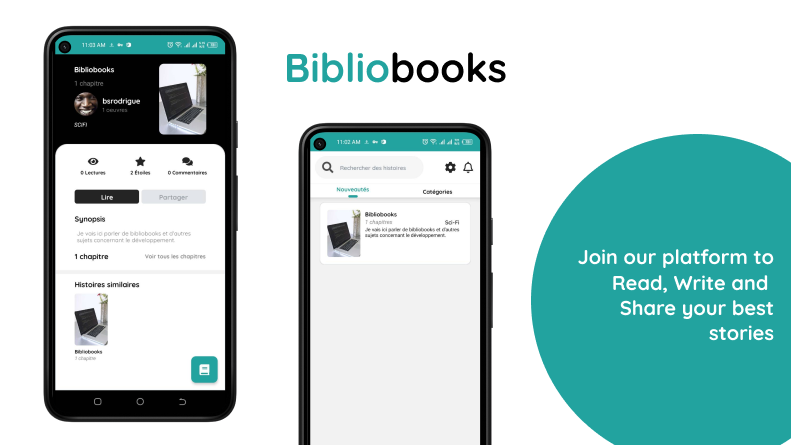 11:03 AM
Bibliobooks
1 chapitre
bsrodrigue
1 oeuvres
SCIFI
0 Lectures
2 Étoiles
0 Commentaires
Lire
Partager
Synopsis
Je vais ici parler de bibliobooks et d'autres
sujets concernant le développement.
1 chapitre
Voir tous les chapitres
Histoires similaires
Bibliobooks
1 chapitre
Bibliobooks
11:02 AM
Rechercher des histoires
Nouveautés
Catégories
Bibliobooks
1 chapitres
Sci-Fi
Je vais ici parler de bibliobooks et d'autres
sujets concernant le développement.
Join our platform to
Read, Write and
Share your best
stories